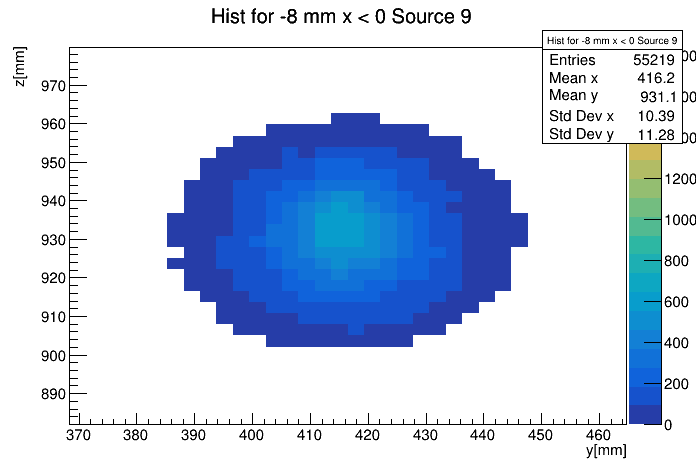 Hist for -8 mm x < 0 Source 9
Hist for -8 mm x < 0 Source 9
Entries 55219
Mean x 416.2
Mean y 931.1
Std Dev x 10.39
Std Dev y 11.28
z[mm]
970
960
950
940
930
920
910
900
890
370 380 390 400 410 420 430 440 450 460
y[mm]
1200
1000
800
600
400
200
0